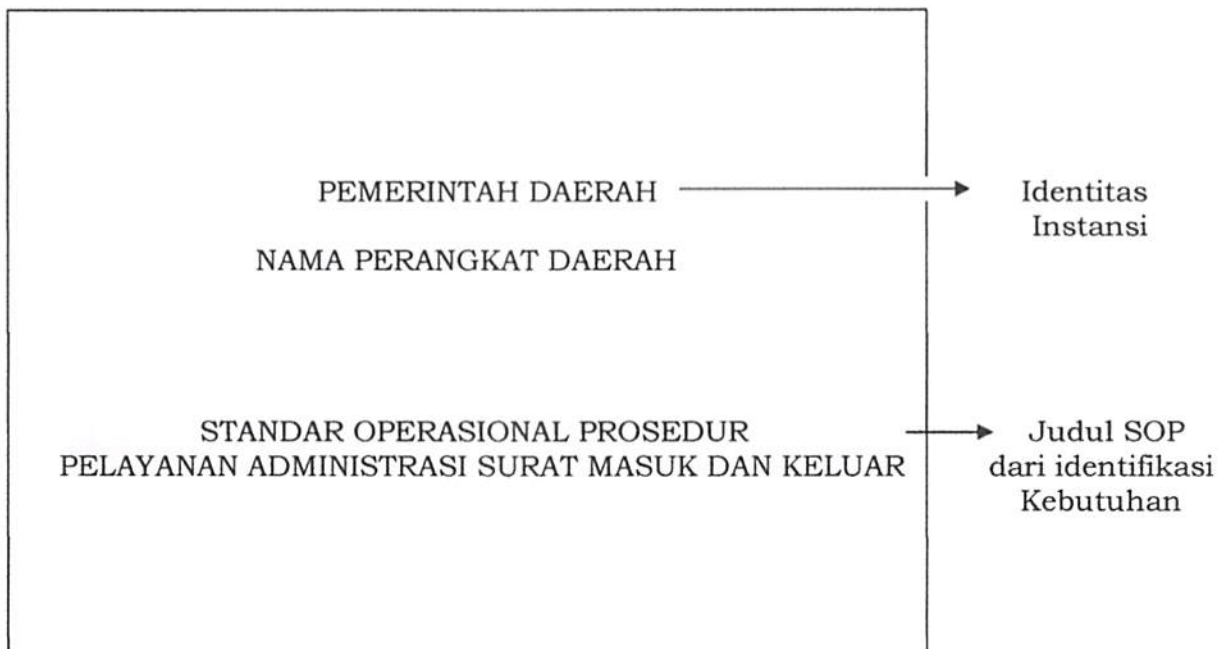 PEMERINTAH DAERAH
Identitas
Instansi
NAMA PERANGKAT DAERAH
STANDAR OPERASIONAL PROSEDUR
PELAYANAN ADMINISTRASI SURAT MASUK DAN KELUAR
Judul SOP
dari identifikasi
Kebutuhan